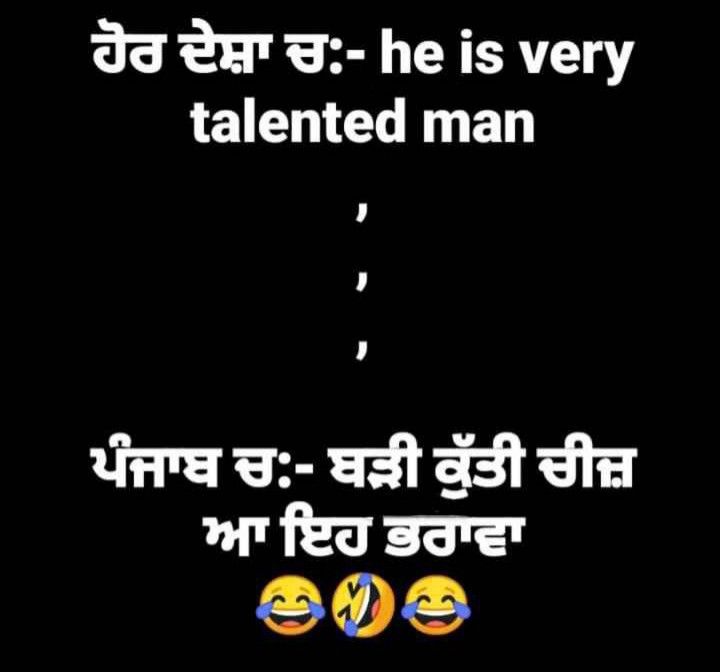 ਹੋਰ ਦੇਸ਼ਾ ਚ:- he is very
talented man
,
,
,
ਪੰਜਾਬ ਚ:- ਬੜੀ ਕੁੱਤੀ ਚੀਜ਼
ਆ ਇਹ ਭਰਾਵਾ
😂🤣😂